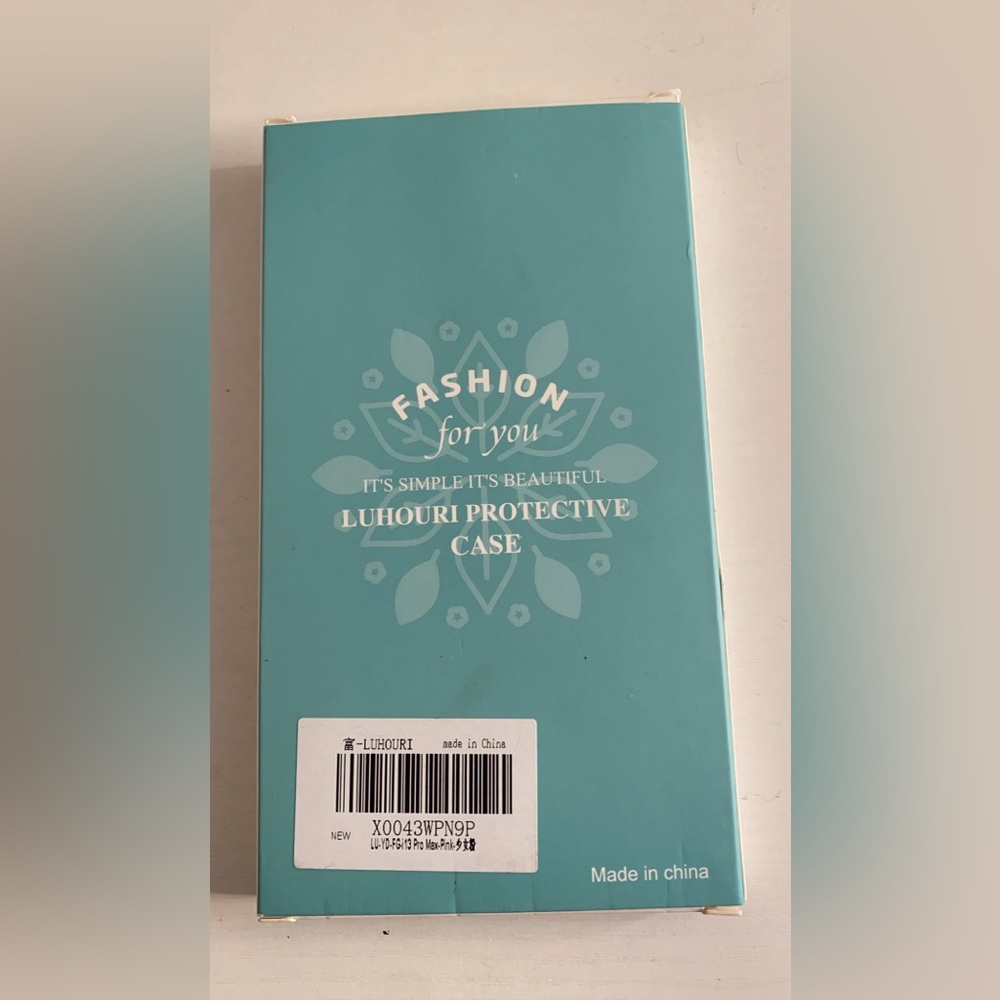 FASHION
for you
IT'S SIMPLE IT'S BEAUTIFUL
LUHOURI PROTECTIVE
CASE
富-LUHOURI made in China
X0043WPN9P
NEW
LU-YD-FG-i13 Pro Max-Pink-少女粉
Made in china